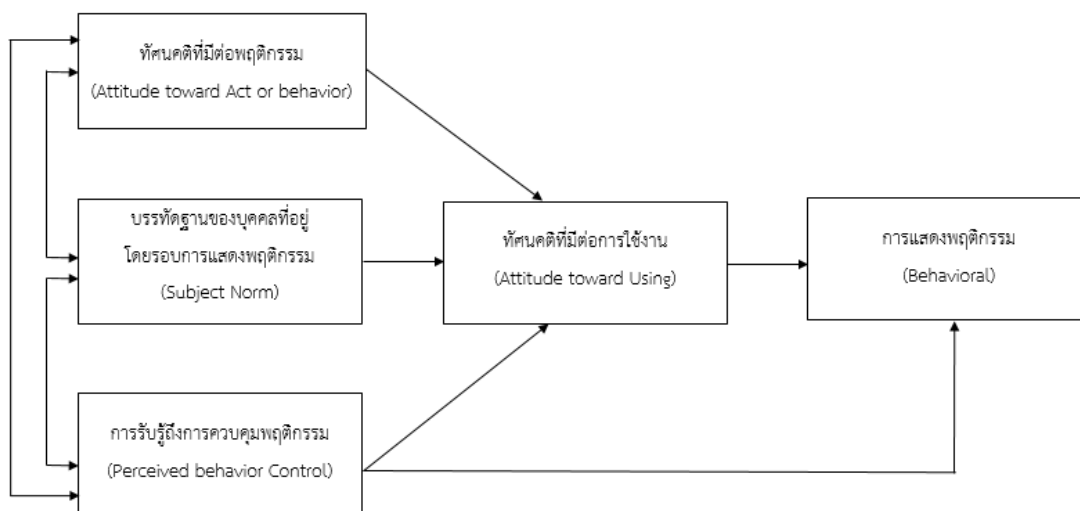 ทัศนคติที่มีต่อพฤติกรรม
(Attitude toward Act or behavior)
บรรทัดฐานของบุคคลที่อยู่
โดยรอบการแสดงพฤติกรรม
(Subject Norm)
ทัศนคติที่มีต่อการใช้งาน
(Attitude toward Using)
การแสดงพฤติกรรม
(Behavioral)
การรับรู้ถึงการควบคุมพฤติกรรม
(Perceived behavior Control)